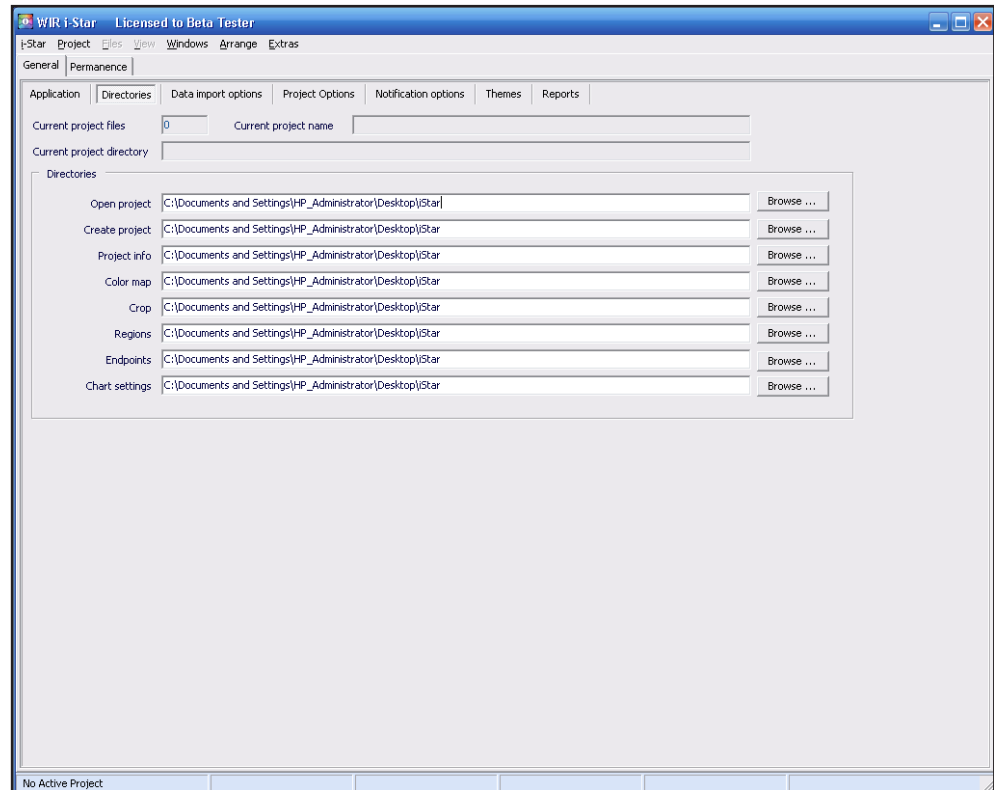 WIR i-Star Licensed to Beta Tester
i-Star Project Files View Windows Arrange Extras
General Permanence
Application Directories Data import options Project Options Notification options Themes Reports
Current project files 0 Current project name
Current project directory
Directories
Open project C:\Documents and Settings\HP_Administrator\Desktop\iStar Browse ...
Create project C:\Documents and Settings\HP_Administrator\Desktop\iStar Browse ...
Project info C:\Documents and Settings\HP_Administrator\Desktop\iStar Browse ...
Color map C:\Documents and Settings\HP_Administrator\Desktop\iStar Browse ...
Crop C:\Documents and Settings\HP_Administrator\Desktop\iStar Browse ...
Regions C:\Documents and Settings\HP_Administrator\Desktop\iStar Browse ...
Endpoints C:\Documents and Settings\HP_Administrator\Desktop\iStar Browse ...
Chart settings C:\Documents and Settings\HP_Administrator\Desktop\iStar Browse ...
No Active Project